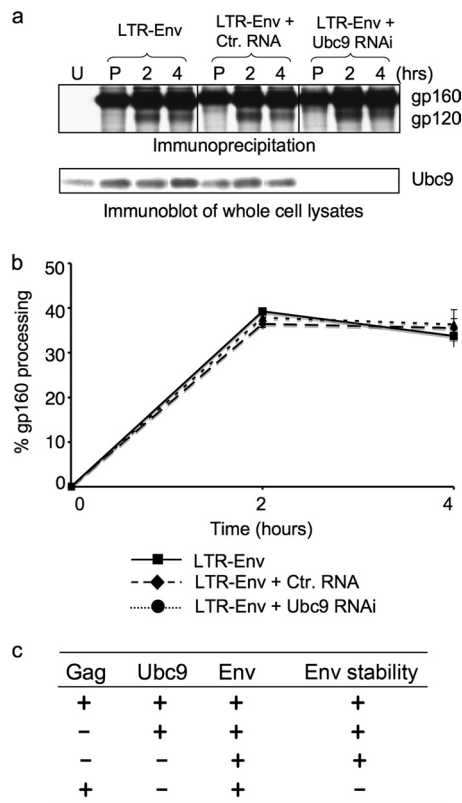 a
LTR-Env
LTR-Env + Ctr. RNA
LTR-Env + Ubc9 RNAi
U P 2 4 P 2 4 P 2 4 (hrs)
gp160
gp120
Immunoprecipitation
Ubc9
Immunoblot of whole cell lysates
b
% gp160 processing
50
40
30
20
10
0
0 2 4
Time (hours)
LTR-Env
LTR-Env + Ctr. RNA
LTR-Env + Ubc9 RNAi
c
Gag Ubc9 Env Env stability
+ + + +
– + + +
– – + +
+ – + –